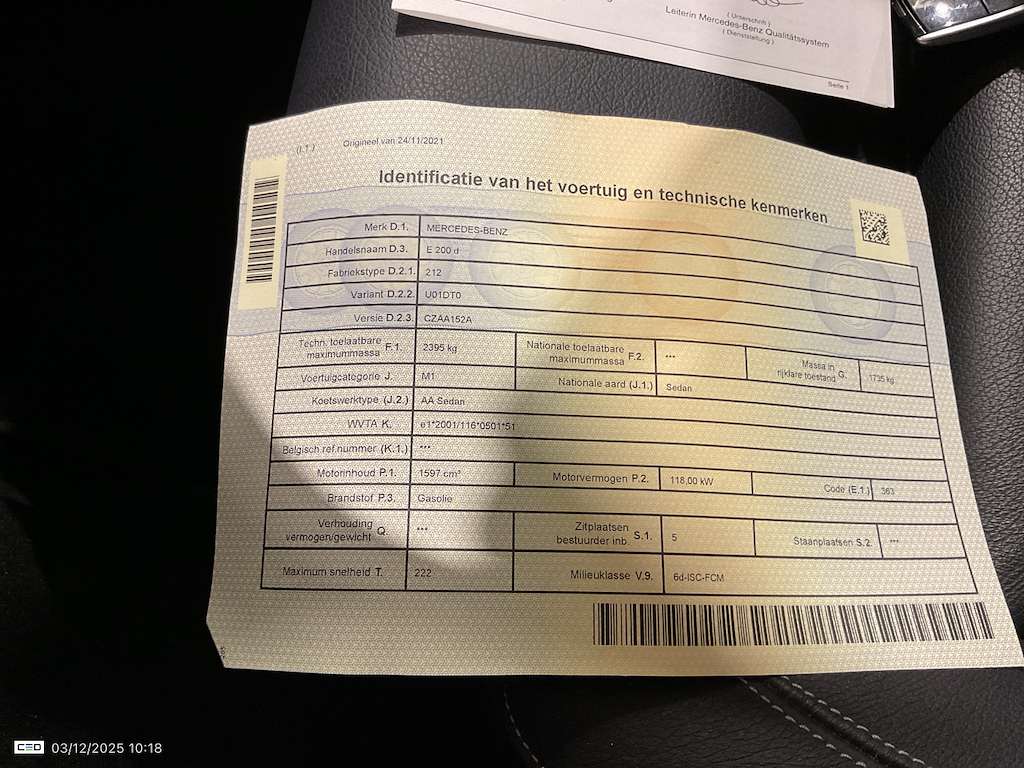 ( Unterschrift )
Leiterin Mercedes-Benz Qualitätssystem
( Dienststellung )
Seite 1
(I.1.) Origineel van 24/11/2021
Identificatie van het voertuig en technische kenmerken
Merk D.1. MERCEDES-BENZ
Handelsnaam D.3. E 200 d
Fabriekstype D.2.1. 212
Variant D.2.2. U01DT0
Versie D.2.3. CZAA152A
Techn. toelaatbare maximummassa F.1. 2395 kg Nationale toelaatbare maximummassa F.2. *** Massa in rijklare toestand G. 1735 kg
Voertuigcategorie J. M1 Nationale aard (J.1.) Sedan
Koetswerktype (J.2.) AA Sedan
WVTA K. e1*2001/116*0501*51
Belgisch ref.nummer (K.1.) ***
Motorinhoud P.1. 1597 cm³ Motorvermogen P.2. 118,00 kW Code (E.1.) 363
Brandstof P.3. Gasolie
Verhouding vermogen/gewicht Q. *** Zitplaatsen bestuurder inb. S.1. 5 Staanplaatsen S.2. ***
Maximum snelheid T. 222 Milieuklasse V.9. 6d-ISC-FCM
CEO 03/12/2025 10:18